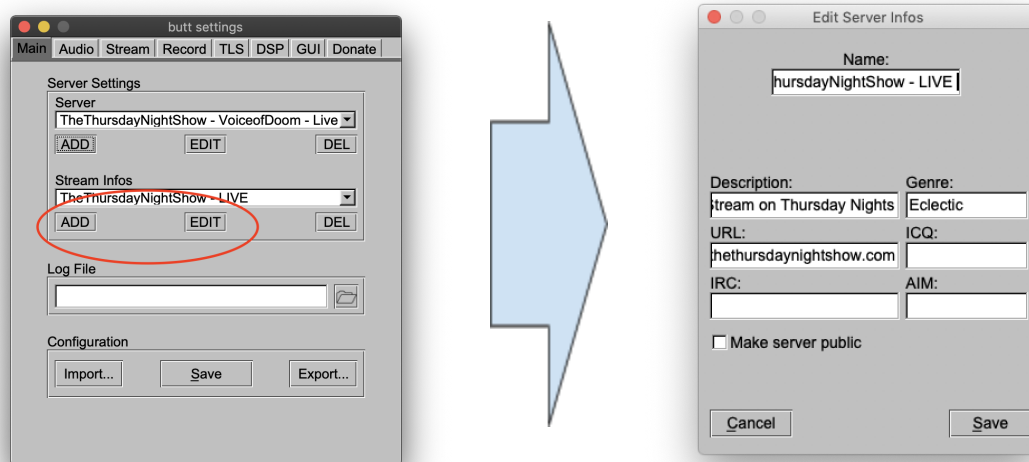 butt settings
Main Audio Stream Record TLS DSP GUI Donate
Server Settings
Server
TheThursdayNightShow - VoiceofDoom - Live
ADD EDIT DEL
Stream Infos
TheThursdayNightShow - LIVE
ADD EDIT DEL
Log File
Configuration
Import... Save Export...
Edit Server Infos
Name:
hursdayNightShow - LIVE
Description: Genre:
Stream on Thursday Nights Eclectic
URL: ICQ:
thethursdaynightshow.com
IRC: AIM:
Make server public
Cancel Save